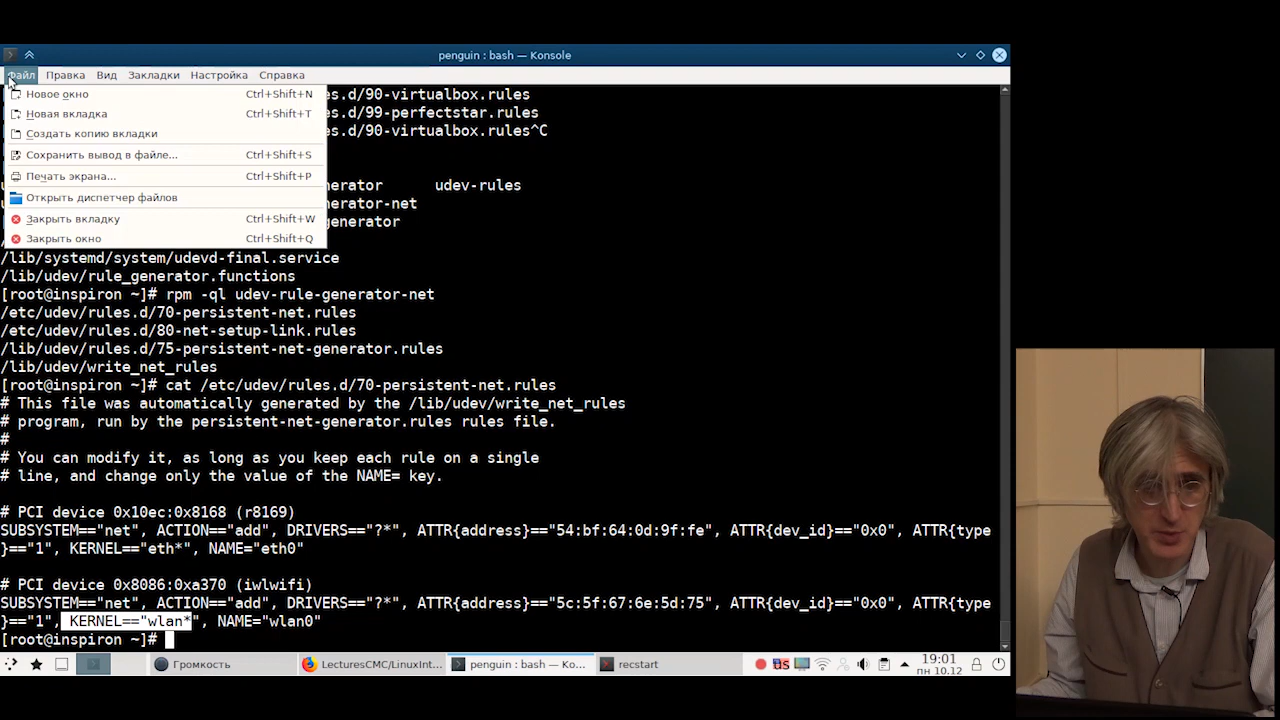 penguin : bash — Konsole
Файл Правка Вид Закладки Настройка Справка
Новое окно Ctrl+Shift+N
Новая вкладка Ctrl+Shift+T
Создать копию вкладки
Сохранить вывод в файле... Ctrl+Shift+S
Печать экрана... Ctrl+Shift+P
Открыть диспетчер файлов
Закрыть вкладку Ctrl+Shift+W
Закрыть окно Ctrl+Shift+Q
es.d/90-virtualbox.rules
es.d/99-perfectstar.rules
es.d/90-virtualbox.rules^C
erator udev-rules
erator-net
generator
/lib/systemd/system/udevd-final.service
/lib/udev/rule_generator.functions
[root@inspiron ~]# rpm -ql udev-rule-generator-net
/etc/udev/rules.d/70-persistent-net.rules
/etc/udev/rules.d/80-net-setup-link.rules
/lib/udev/rules.d/75-persistent-net-generator.rules
/lib/udev/write_net_rules
[root@inspiron ~]# cat /etc/udev/rules.d/70-persistent-net.rules
# This file was automatically generated by the /lib/udev/write_net_rules
# program, run by the persistent-net-generator.rules rules file.
#
# You can modify it, as long as you keep each rule on a single
# line, and change only the value of the NAME= key.
# PCI device 0x10ec:0x8168 (r8169)
SUBSYSTEM=="net", ACTION=="add", DRIVERS=="?*", ATTR{address}=="54:bf:64:0d:9f:fe", ATTR{dev_id}=="0x0", ATTR{type
}=="1", KERNEL=="eth*", NAME="eth0"
# PCI device 0x8086:0xa370 (iwlwifi)
SUBSYSTEM=="net", ACTION=="add", DRIVERS=="?*", ATTR{address}=="5c:5f:67:6e:5d:75", ATTR{dev_id}=="0x0", ATTR{type
}=="1", KERNEL=="wlan*", NAME="wlan0"
[root@inspiron ~]#
Громкость LecturesCMC/LinuxInt... penguin : bash — Ko... recstart us 19:01
пн 10.12